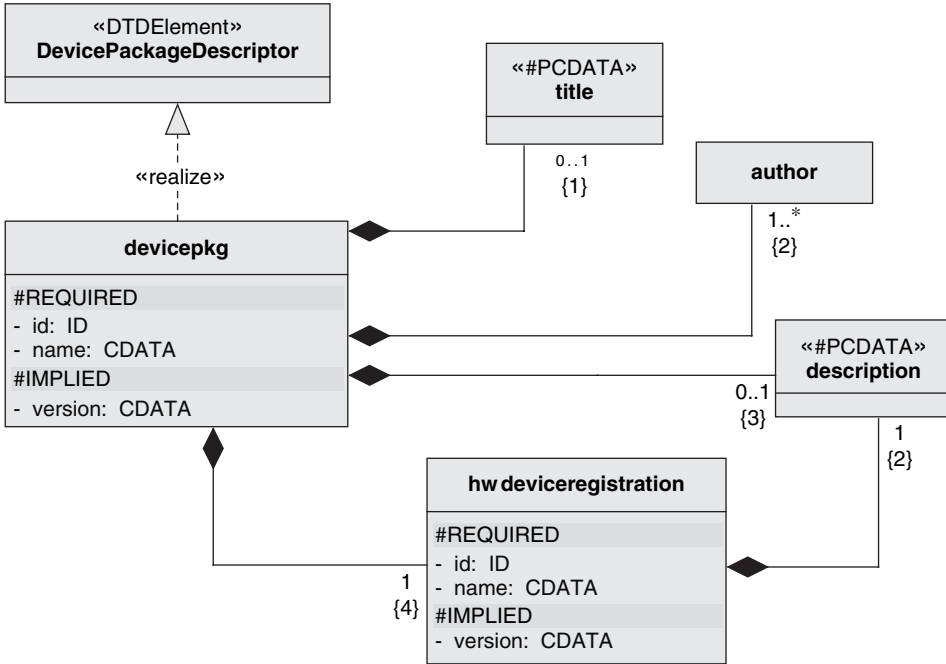 «DTDElement»
DevicePackageDescriptor
«#PCDATA»
title
0..1
{1}
author
1..*
{2}
«realize»
devicepkg
#REQUIRED
- id: ID
- name: CDATA
#IMPLIED
- version: CDATA
«#PCDATA»
description
0..1
{3}
1
{2}
hwdeviceregistration
#REQUIRED
- id: ID
- name: CDATA
#IMPLIED
- version: CDATA
1
{4}